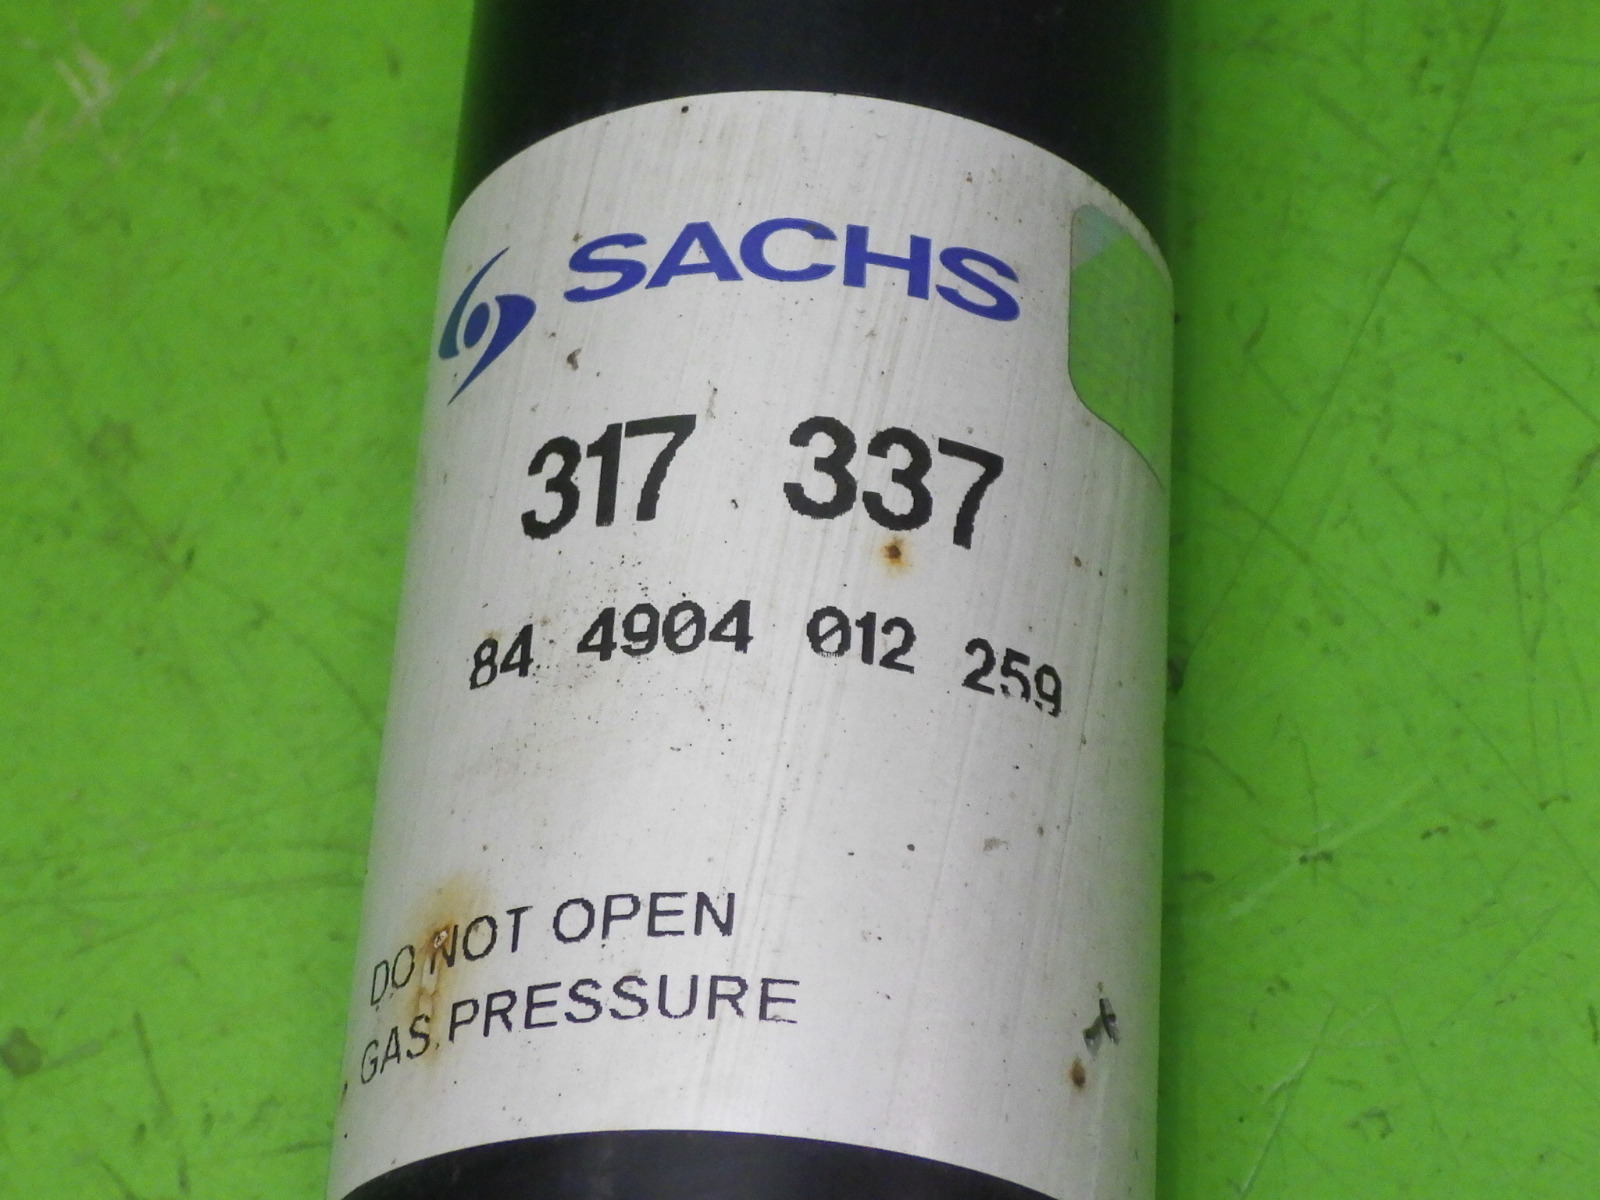 SACHS
317 337
84 4904 012 259
DO NOT OPEN
GAS PRESSURE